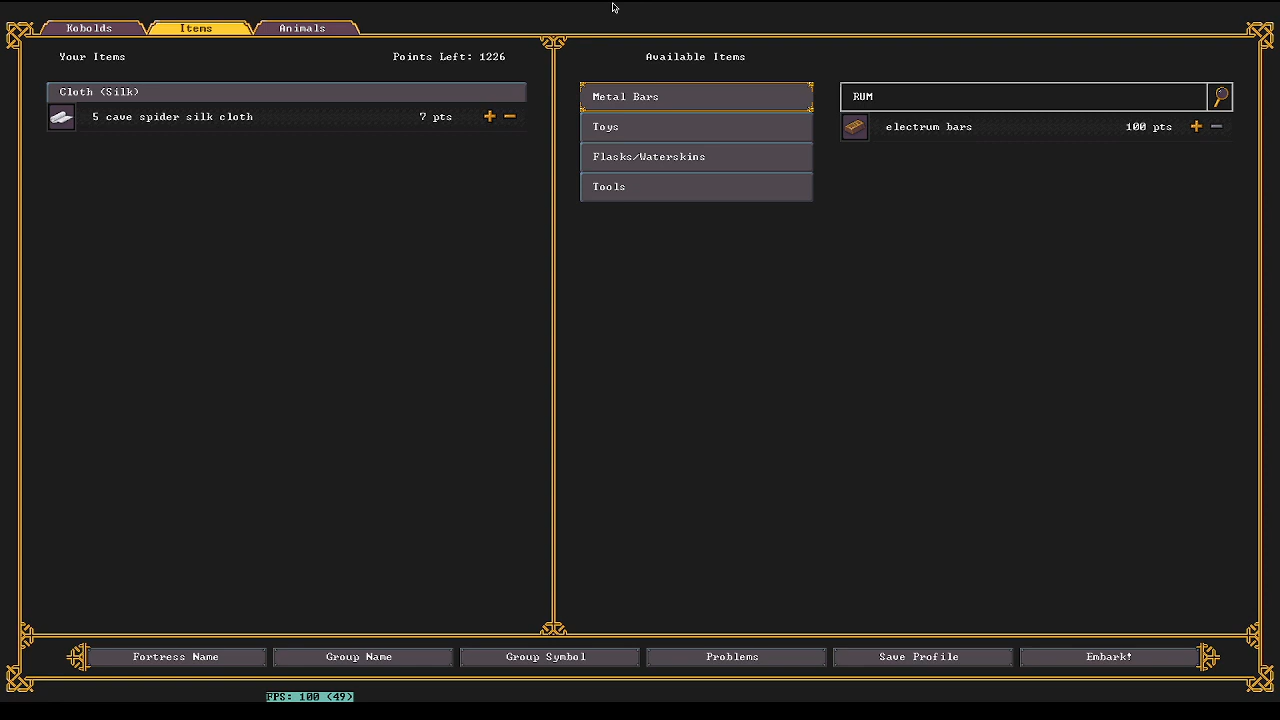 Kobolds Items Animals
Your Items Points Left: 1226 Available Items
Cloth (Silk)
5 cave spider silk cloth 7 pts
Metal Bars
Toys
Flasks/Waterskins
Tools
RUM
electrum bars 100 pts
Fortress Name Group Name Group Symbol Problems Save Profile Embark!
FPS: 100 (49)